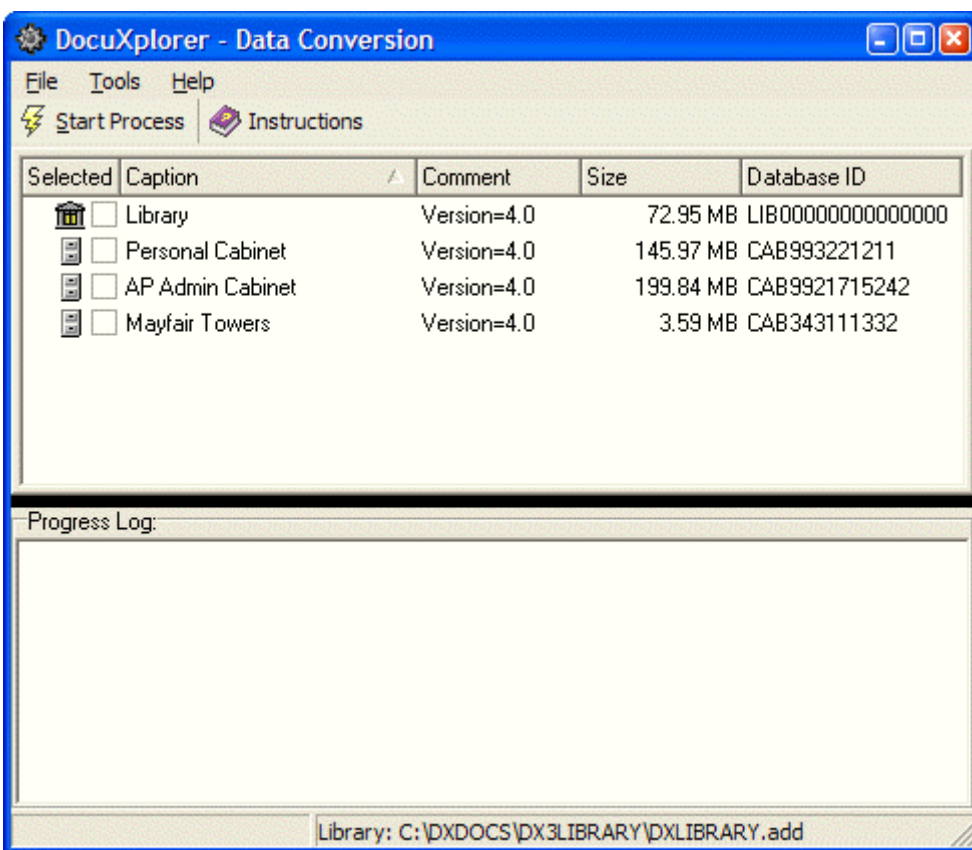 DocuXplorer - Data Conversion
File Tools Help
Start Process Instructions
Selected Caption Comment Size Database ID
Library Version=4.0 72.95 MB LIB00000000000000
Personal Cabinet Version=4.0 145.97 MB CAB993221211
AP Admin Cabinet Version=4.0 199.84 MB CAB9921715242
Mayfair Towers Version=4.0 3.59 MB CAB343111332
Progress Log:
Library: C:\DXDOCS\DX3LIBRARY\DXLIBRARY.add